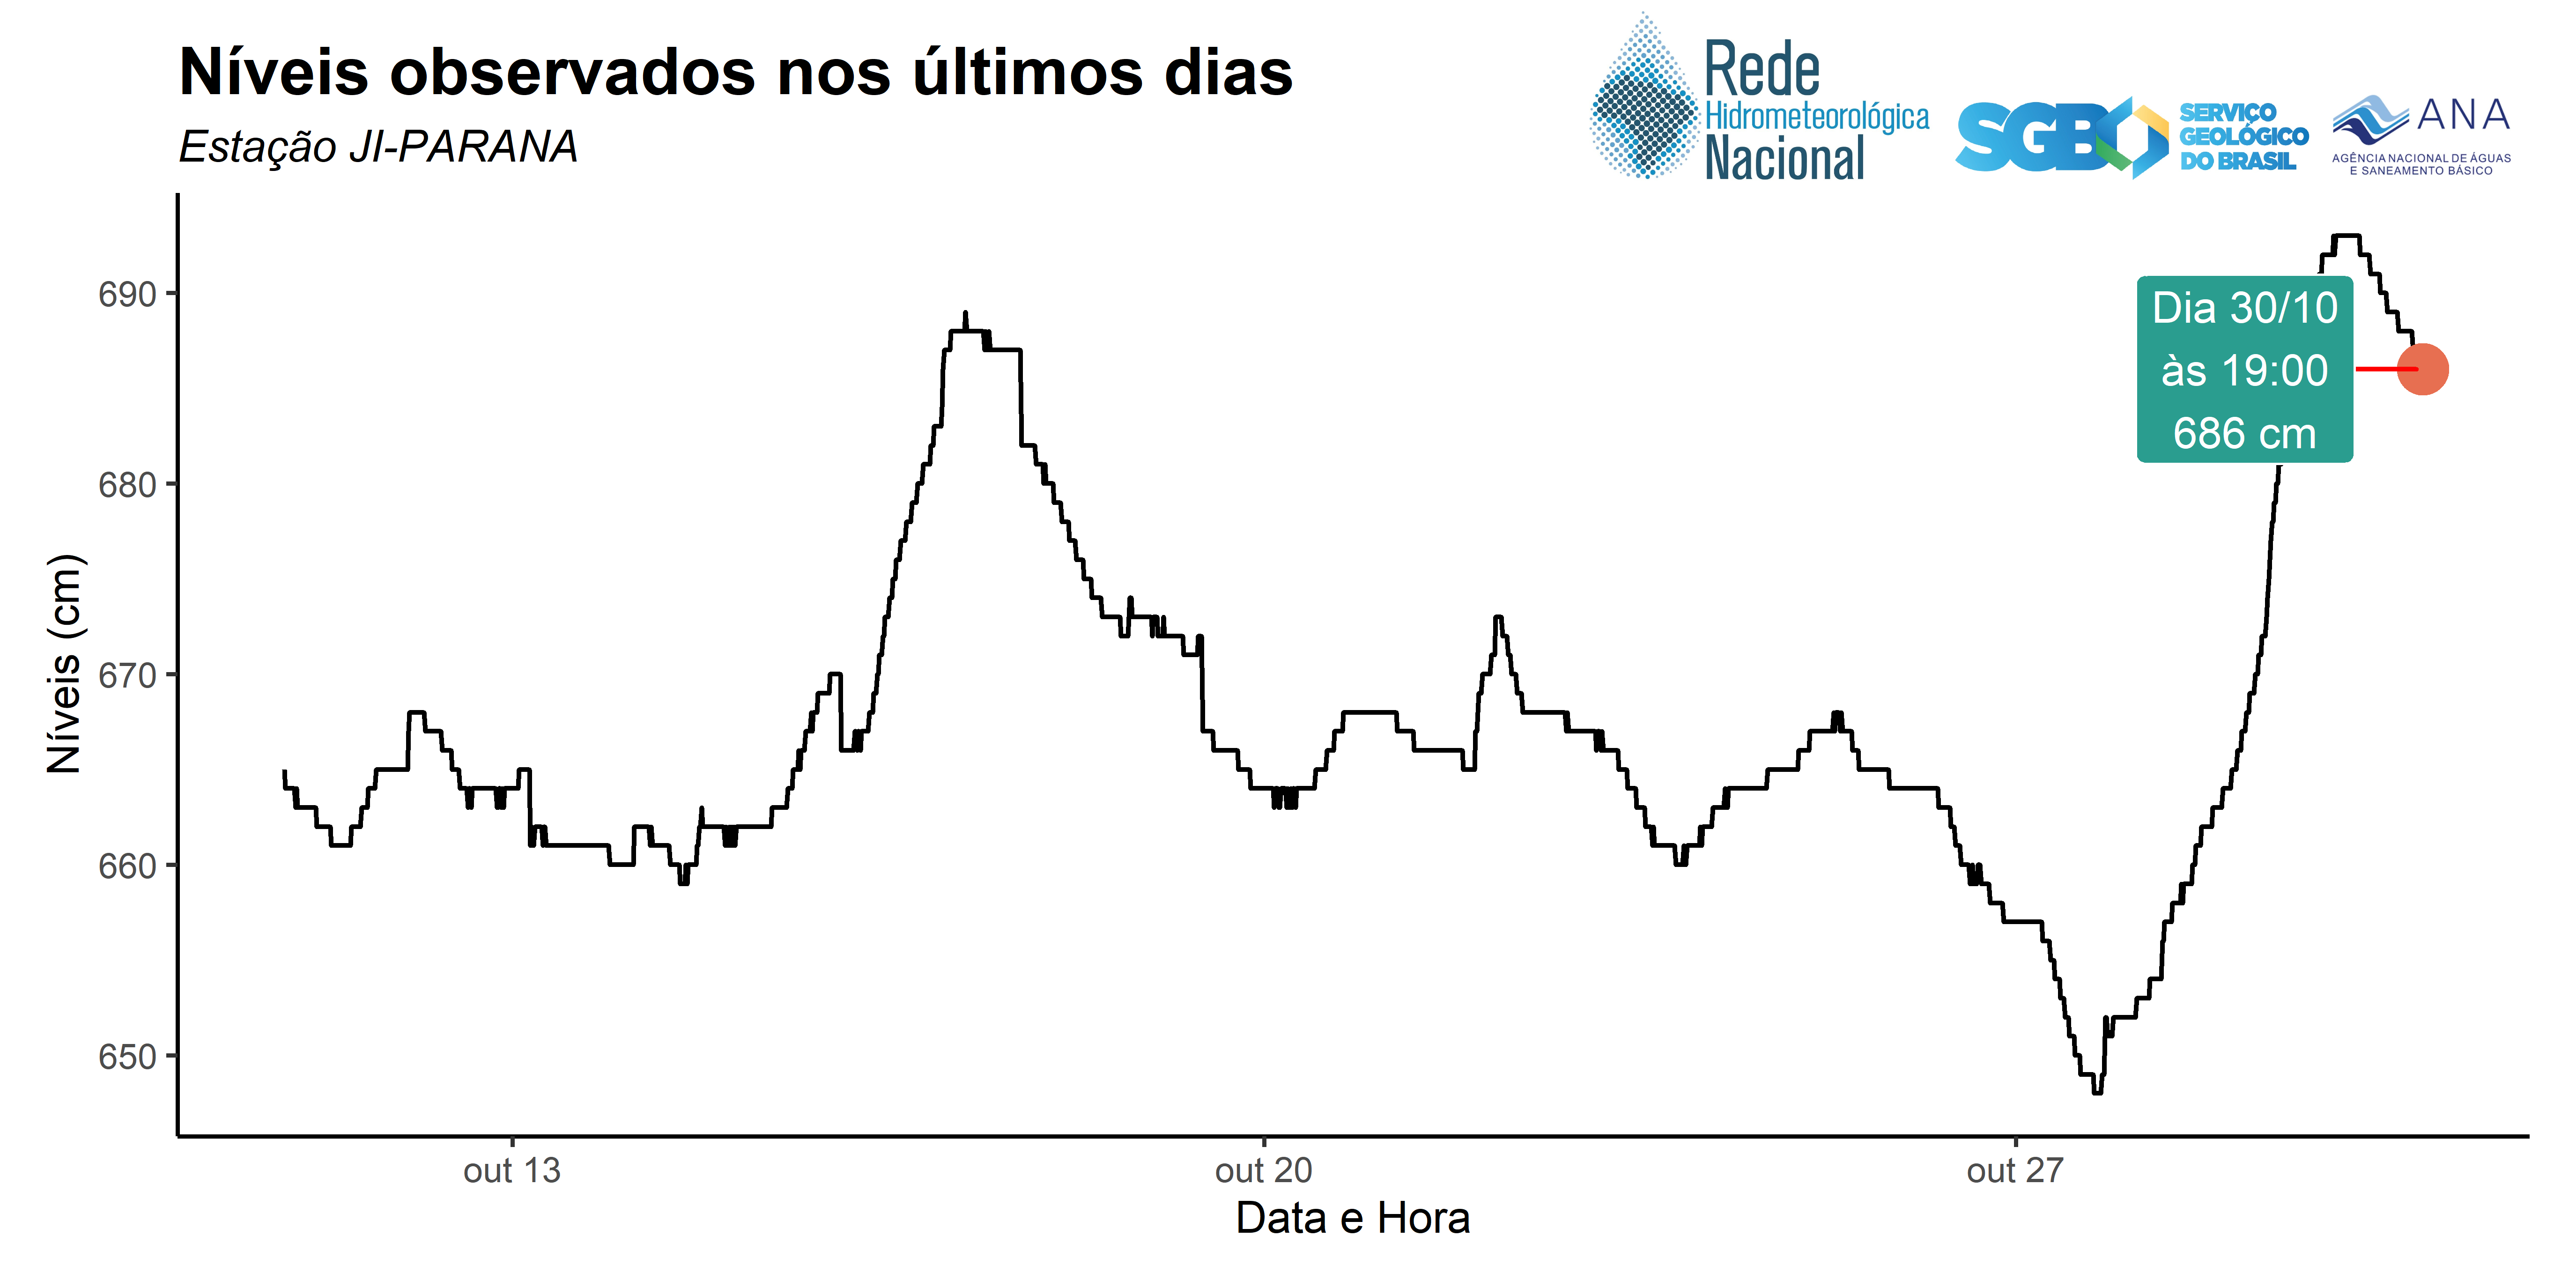 Níveis observados nos últimos dias
Estação JI-PARANA
Rede
Hidrometeorológica
Nacional
SGB
SERVIÇO
GEOLÓGICO
DO BRASIL
ANA
AGÊNCIA NACIONAL DE ÁGUAS
E SANEAMENTO BÁSICO
Níveis (cm)
690
680
670
660
650
Dia 30/10
às 19:00
686 cm
out 13
out 20
out 27
Data e Hora